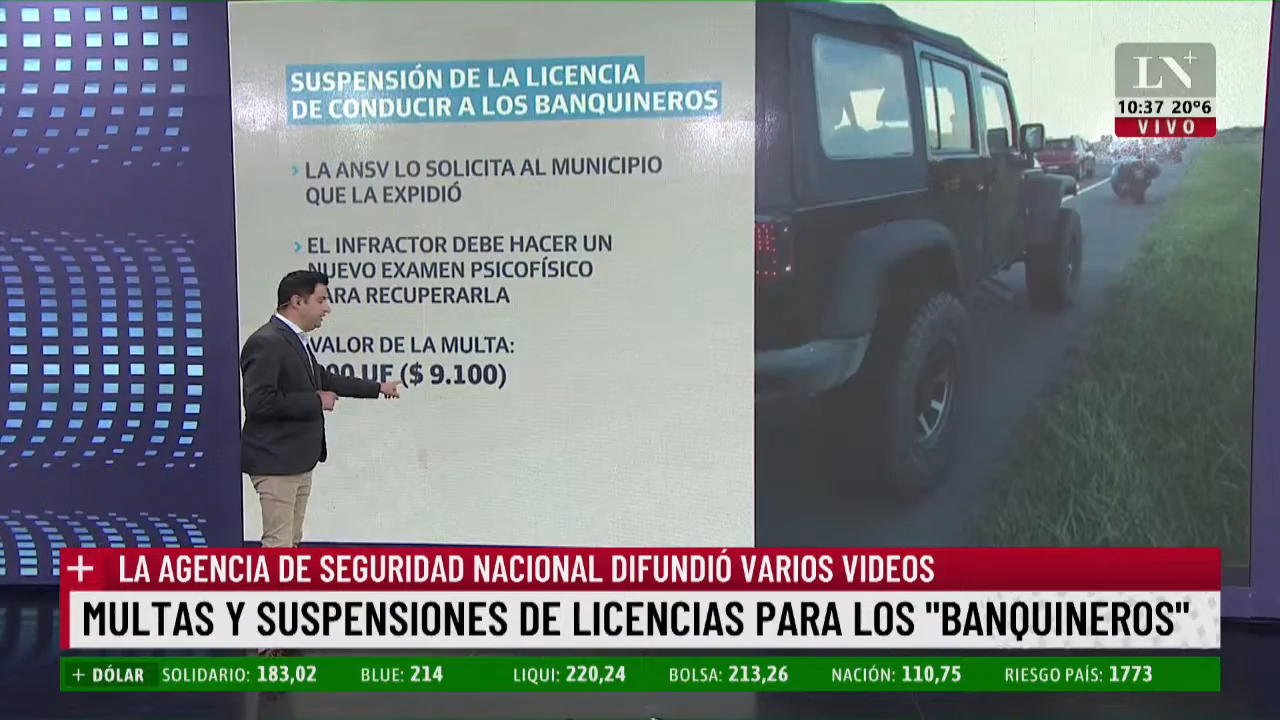 SUSPENSIÓN DE LA LICENCIA
DE CONDUCIR A LOS BANQUINEROS
LA ANSV LO SOLICITA AL MUNICIPIO
QUE LA EXPIDIÓ
EL INFRACTOR DEBE HACER UN
NUEVO EXAMEN PSICOFÍSICO
PARA RECUPERARLA
VALOR DE LA MULTA:
UF ($ 9.100)
LN+
10:37 20°6
VIVO
+ LA AGENCIA DE SEGURIDAD NACIONAL DIFUNDIÓ VARIOS VIDEOS
MULTAS Y SUSPENSIONES DE LICENCIAS PARA LOS "BANQUINEROS"
+ DÓLAR SOLIDARIO: 183,02 BLUE: 214 LIQUI: 220,24 BOLSA: 213,26 NACIÓN: 110,75 RIESGO PAÍS: 1773